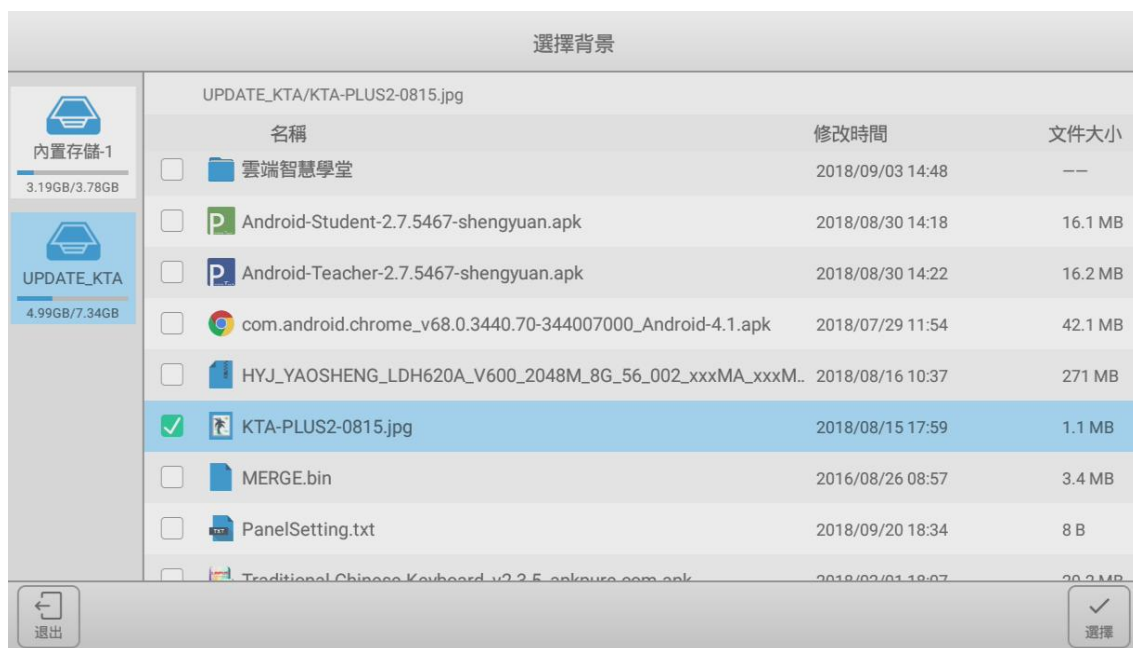 選擇背景
內置存儲-1
3.19GB/3.78GB
UPDATE_KTA
4.99GB/7.34GB
UPDATE_KTA/KTA-PLUS2-0815.jpg
名稱 修改時間 文件大小
雲端智慧學堂 2018/09/03 14:48 ——
Android-Student-2.7.5467-shengyuan.apk 2018/08/30 14:18 16.1 MB
Android-Teacher-2.7.5467-shengyuan.apk 2018/08/30 14:22 16.2 MB
com.android.chrome_v68.0.3440.70-344007000_Android-4.1.apk 2018/07/29 11:54 42.1 MB
HYJ_YAOSHENG_LDH620A_V600_2048M_8G_56_002_xxxMA_xxxM.. 2018/08/16 10:37 271 MB
KTA-PLUS2-0815.jpg 2018/08/15 17:59 1.1 MB
MERGE.bin 2016/08/26 08:57 3.4 MB
PanelSetting.txt 2018/09/20 18:34 8 B
Traditional Chinese Keyboard_v2.3.5_apkpure.com.apk
退出
選擇